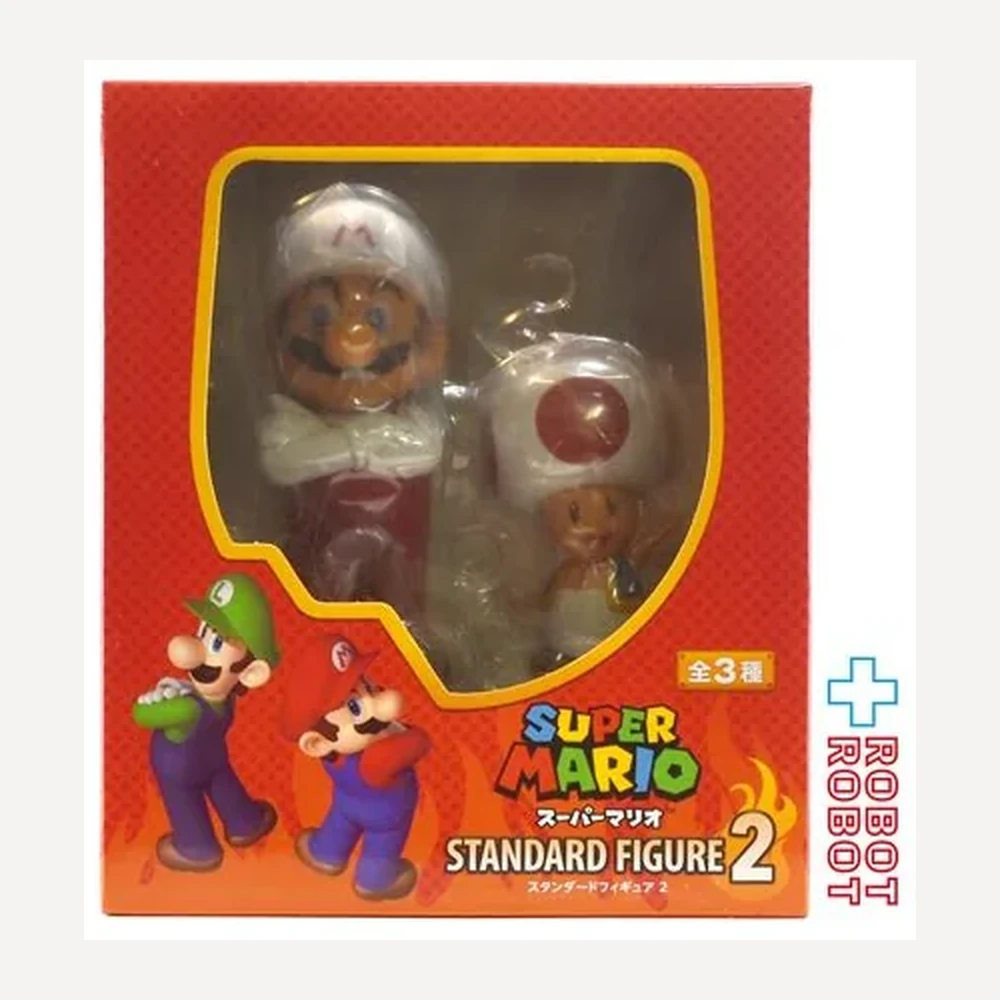 M
L
M
全3種
SUPER
MARIO
スーパーマリオ
STANDARD FIGURE 2
スタンダードフィギュア 2
ROBOT
ROBOT